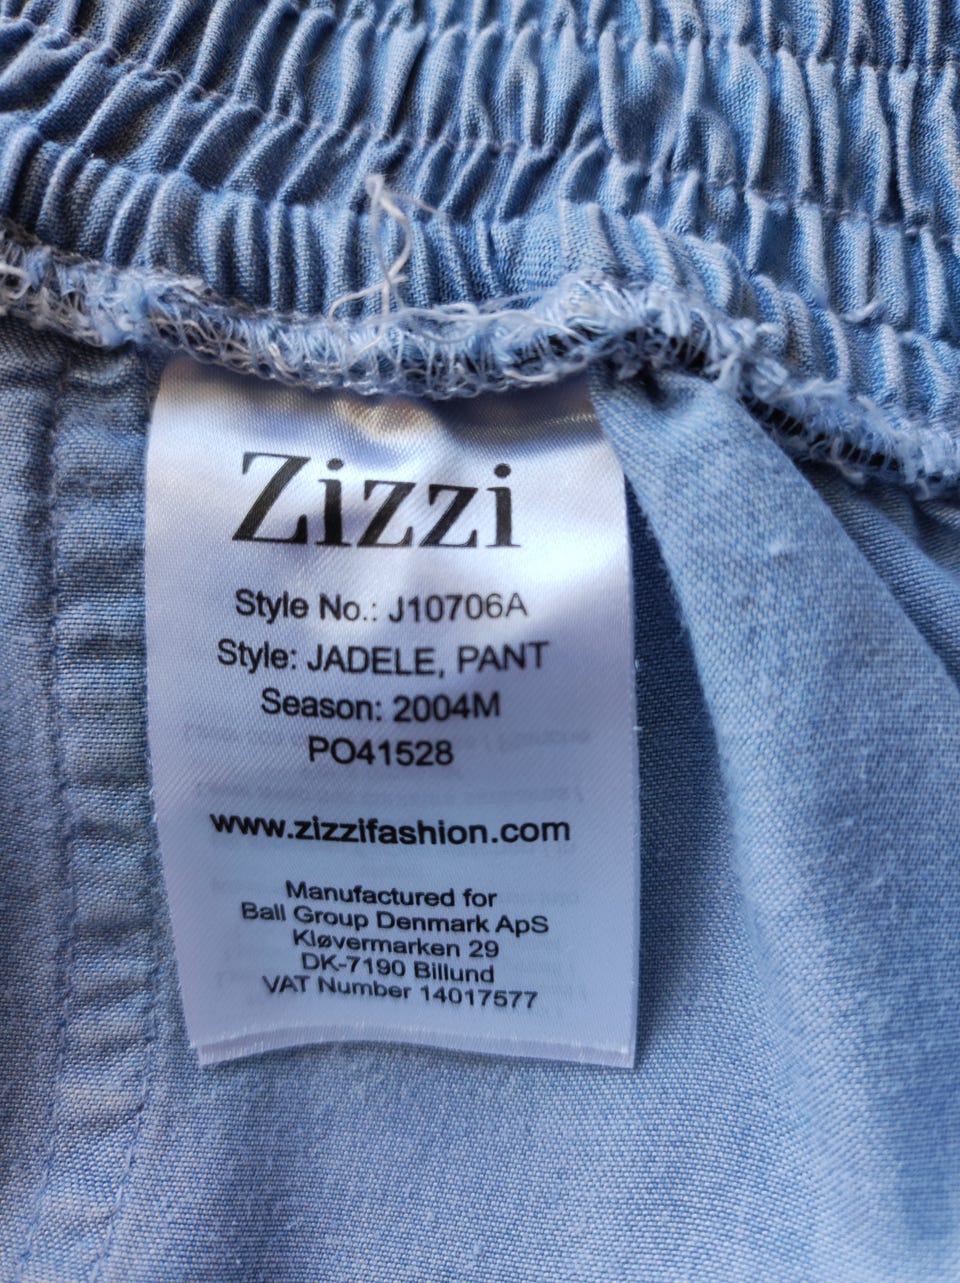 Zizzi
Style No.: J10706A
Style: JADELE, PANT
Season: 2004M
PO41528
www.zizzifashion.com
Manufactured for
Ball Group Denmark ApS
Kløvermarken 29
DK-7190 Billund
VAT Number 14017577